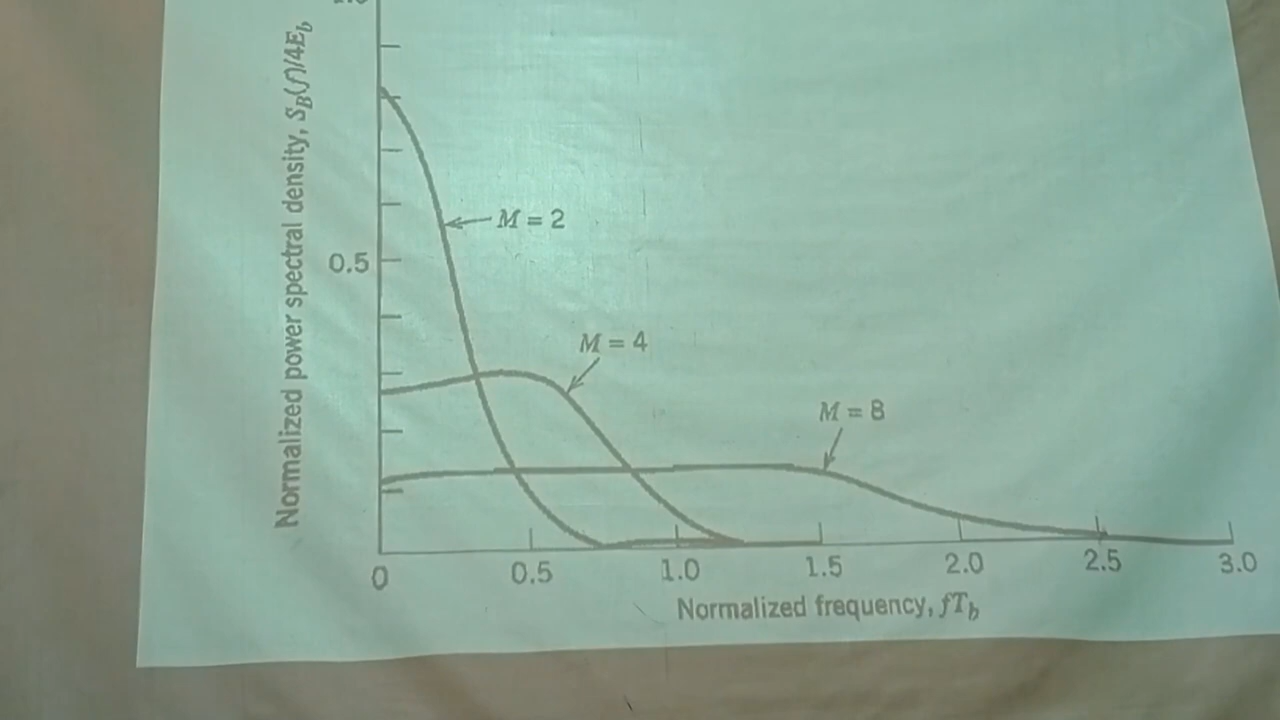 Normalized power spectral density, S_B(f)/4E_b
0.5
M = 2
M = 4
M = 8
0 0.5 1.0 1.5 2.0 2.5 3.0
Normalized frequency, fT_b